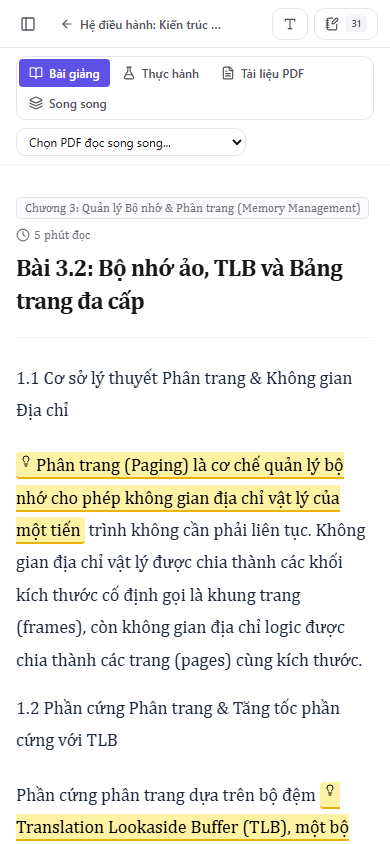 Hệ điều hành: Kiến trúc ...
31
Bài giảng
Thực hành
Tài liệu PDF
Song song
Chọn PDF đọc song song...
Chương 3: Quản lý Bộ nhớ & Phân trang (Memory Management)
5 phút đọc
Bài 3.2: Bộ nhớ ảo, TLB và Bảng
trang đa cấp
1.1 Cơ sở lý thuyết Phân trang & Không gian
Địa chỉ
Phân trang (Paging) là cơ chế quản lý bộ
nhớ cho phép không gian địa chỉ vật lý của
một tiến trình không cần phải liên tục. Không
gian địa chỉ vật lý được chia thành các khối
kích thước cố định gọi là khung trang
(frames), còn không gian địa chỉ logic được
chia thành các trang (pages) cùng kích thước.
1.2 Phần cứng Phân trang & Tăng tốc phần
cứng với TLB
Phần cứng phân trang dựa trên bộ đệm
Translation Lookaside Buffer (TLB), một bộ